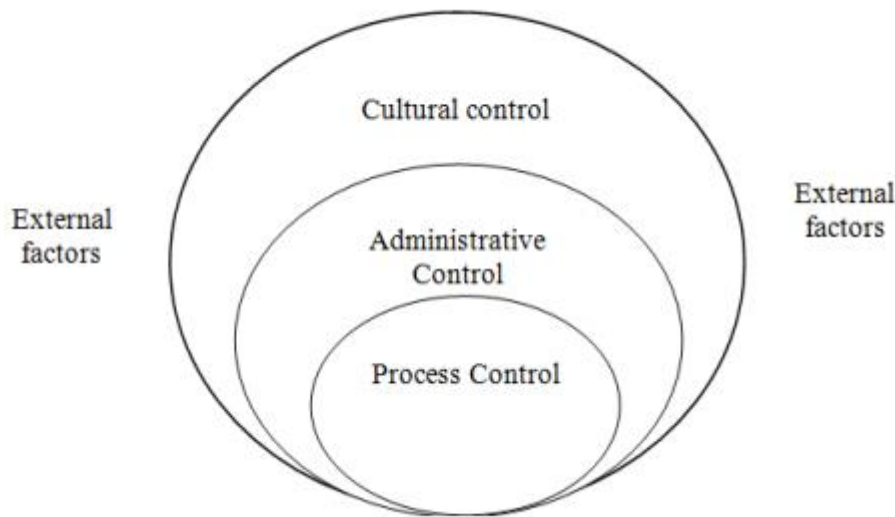 Cultural control
External
factors
External
factors
Administrative
Control
Process Control